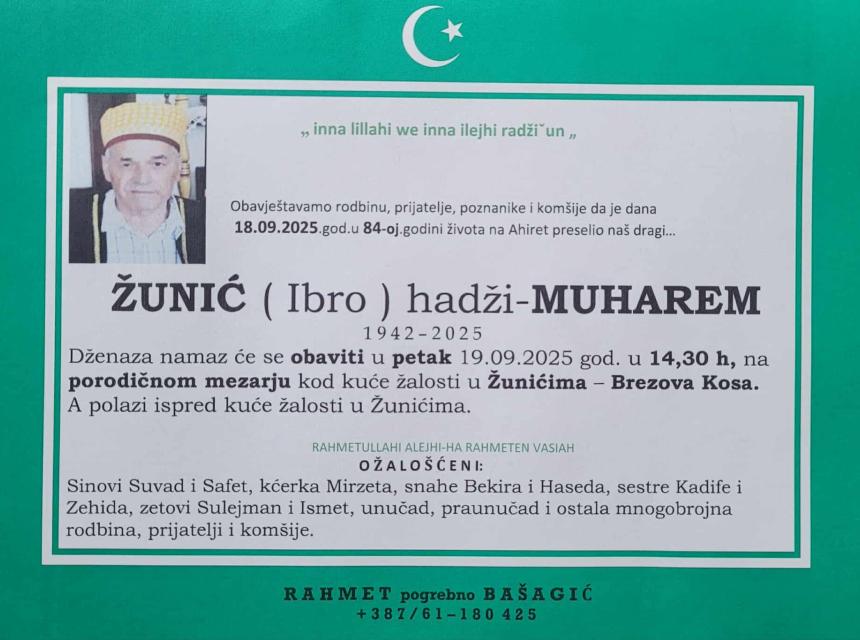 „ inna lillahi we inna ilejhi radži˘un „
Obavještavamo rodbinu, prijatelje, poznanike i komšije da je dana
18.09.2025.god.u 84-oj.godini života na Ahiret preselio naš dragi...
ŽUNIĆ ( Ibro ) hadži-MUHAREM
1942-2025
Dženaza namaz će se obaviti u petak 19.09.2025 god. u 14,30 h, na
porodičnom mezarju kod kuće žalosti u Žunićima – Brezova Kosa.
A polazi ispred kuće žalosti u Žunićima.
RAHMETULLAHI ALEJHI-HA RAHMETEN VASIAH
OŽALOŠĆENI:
Sinovi Suvad i Safet, kćerka Mirzeta, snahe Bekira i Haseda, sestre Kadife i
Zehida, zetovi Sulejman i Ismet, unučad, praunučad i ostala mnogobrojna
rodbina, prijatelji i komšije.
RAHMET pogrebno BAŠAGIĆ
+387/61-180 425